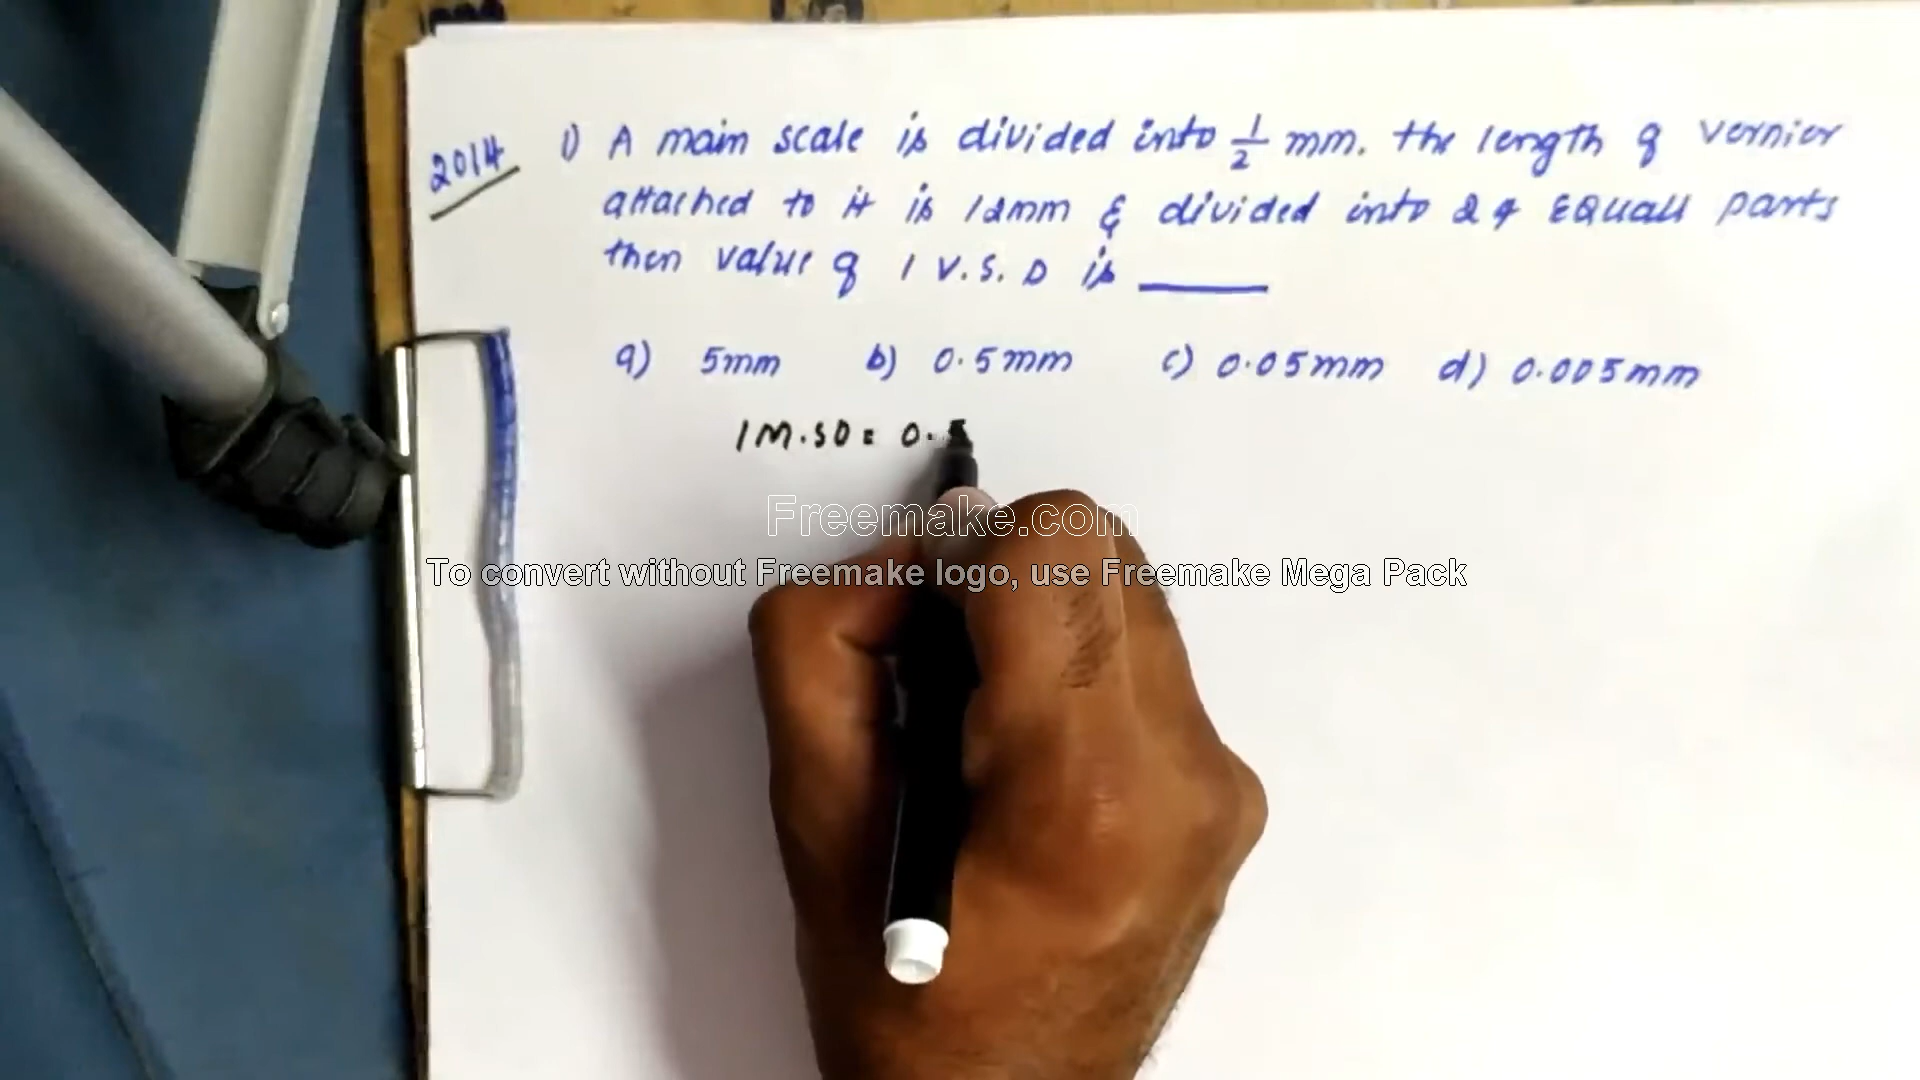 2014
1) A main scale is divided into 1/2 mm. the length of vernier
attached to it is 12mm & divided into 24 EQuall parts
then value of 1 V.S.D is ____
a) 5mm b) 0.5mm c) 0.05mm d) 0.005mm
1M.SD = 0.5
Freemake.com
To convert without Freemake logo, use Freemake Mega Pack